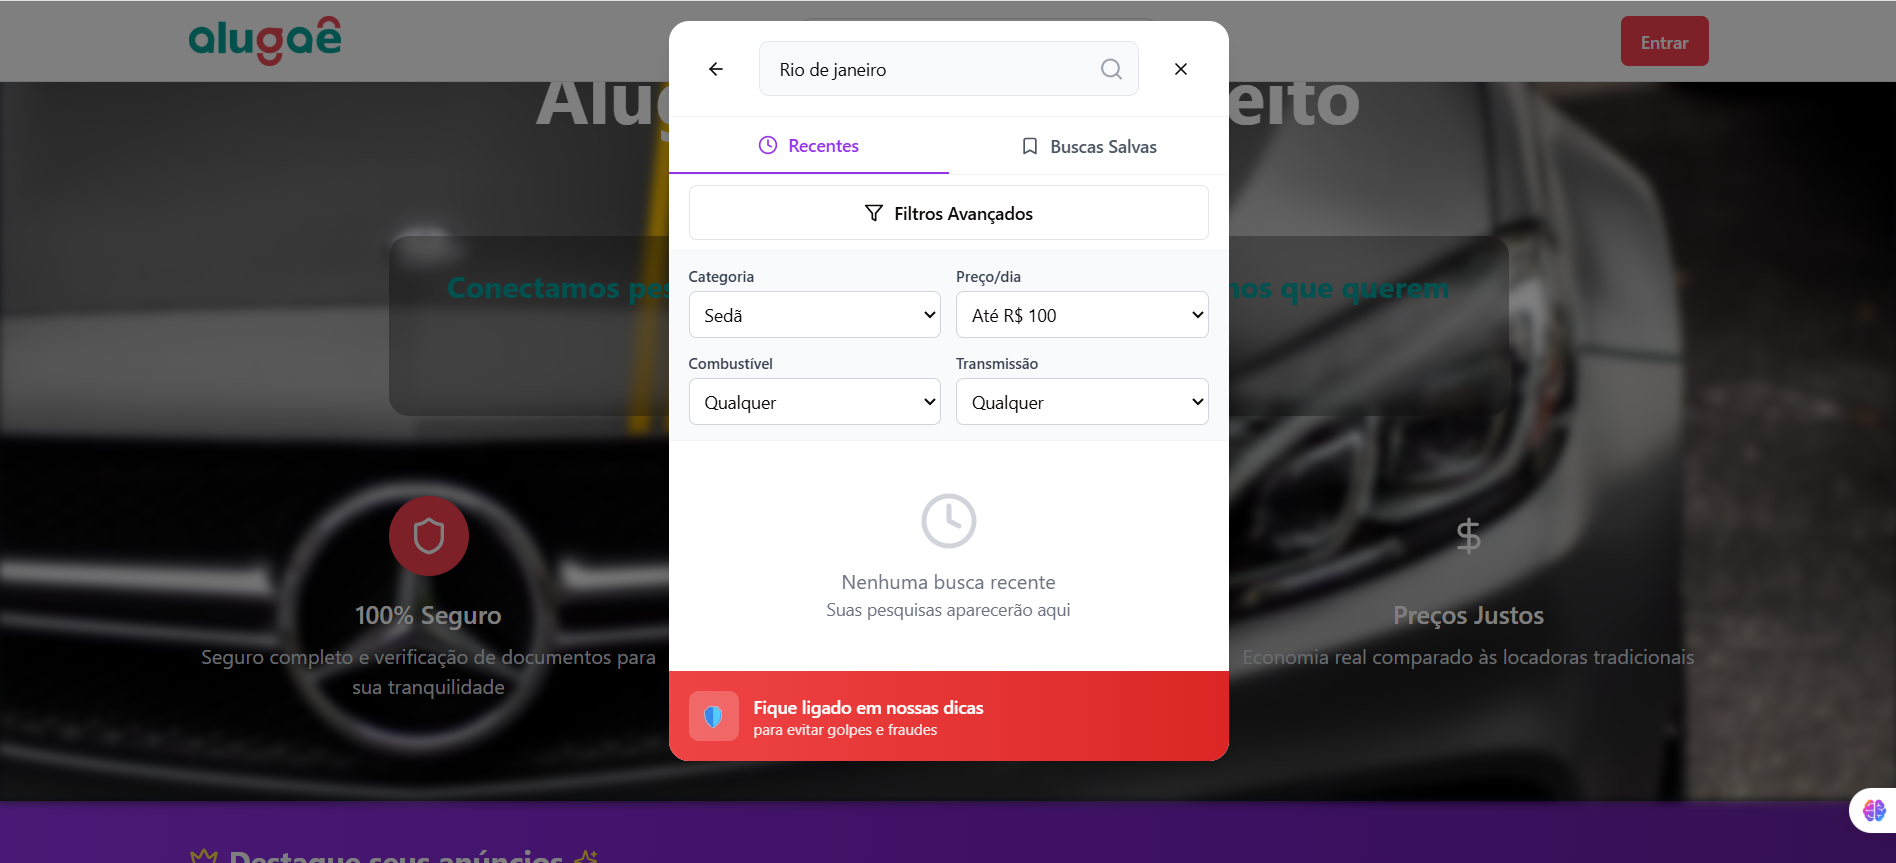 alugaê
Rio de janeiro
Entrar
Alug
eito
Recentes
Buscas Salvas
Filtros Avançados
Conectamos pes
nos que querem
Categoria
Preço/dia
Sedã
Até R$ 100
Combustível
Transmissão
Qualquer
Qualquer
Nenhuma busca recente
Suas pesquisas aparecerão aqui
100% Seguro
Seguro completo e verificação de documentos para
sua tranquilidade
Preços Justos
Economia real comparado às locadoras tradicionais
Fique ligado em nossas dicas
para evitar golpes e fraudes
Destaque seus anúncios